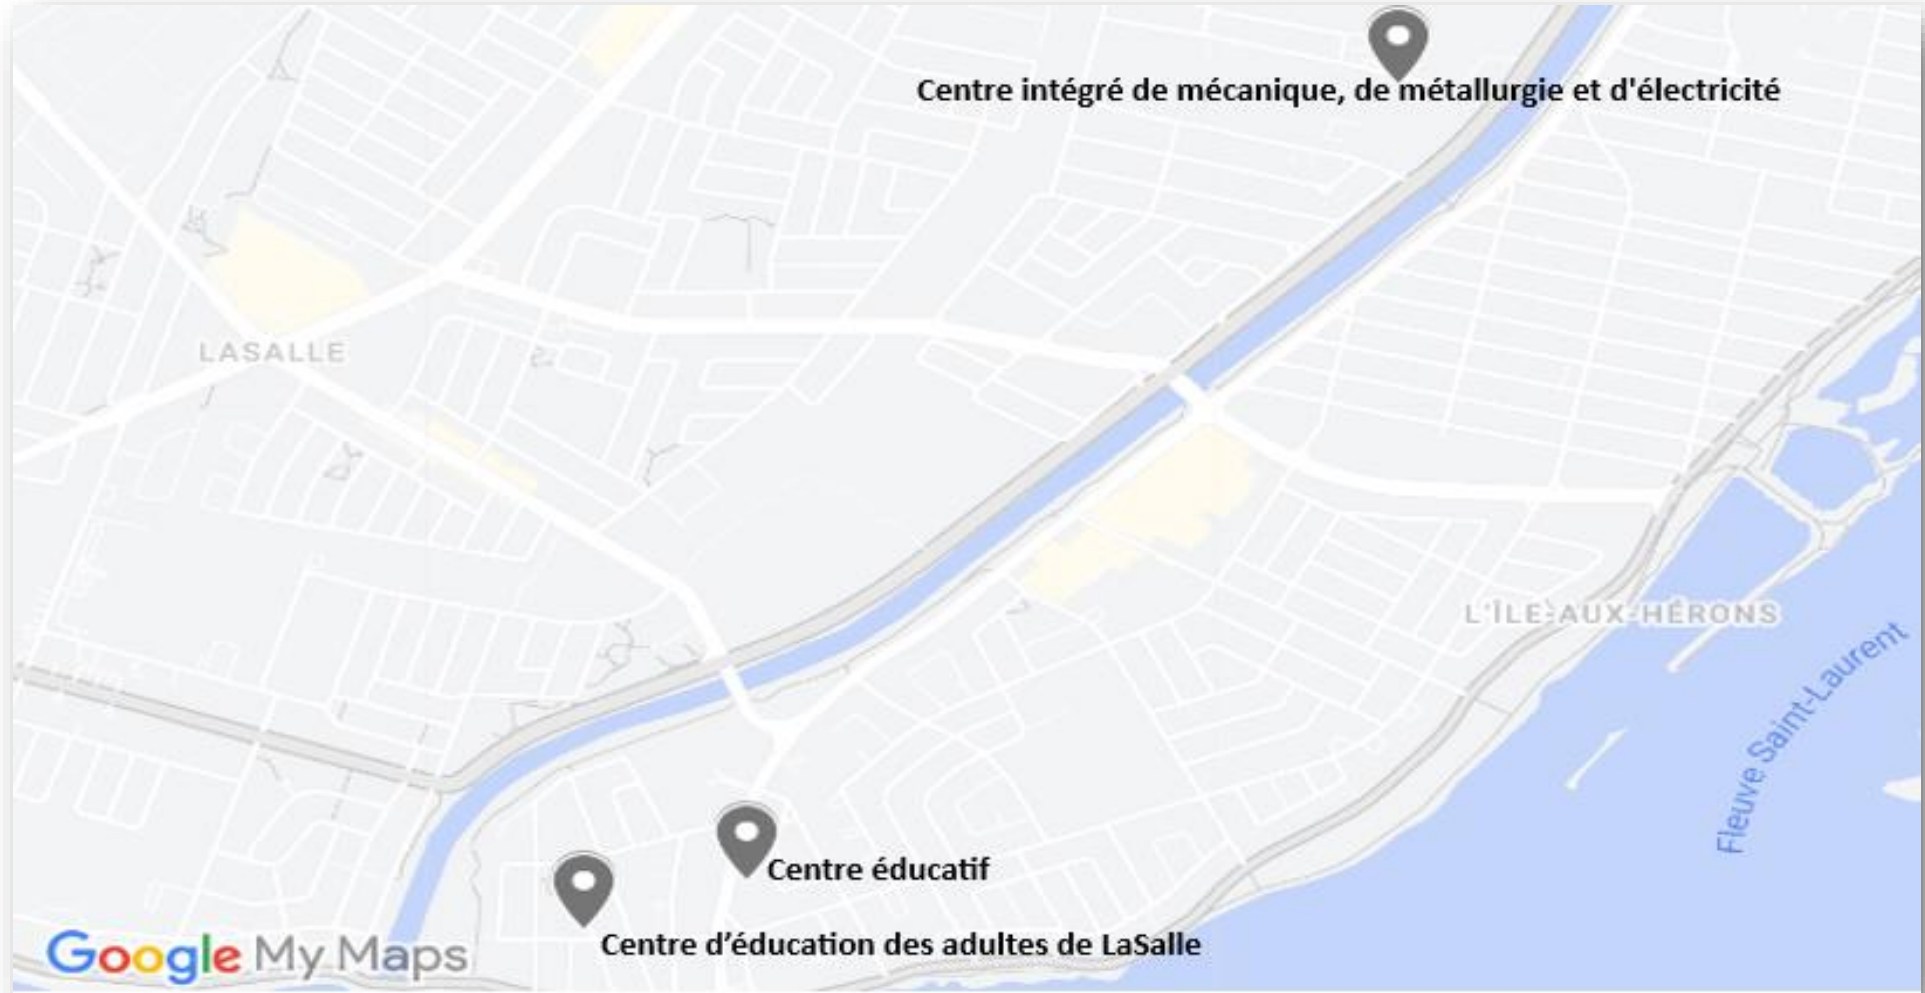 Centre intégré de mécanique, de métallurgie et d'électricité
LASALLE
L'ÎLE-AUX-HÉRONS
Fleuve Saint-Laurent
Centre éducatif
Centre d’éducation des adultes de LaSalle
Google My Maps